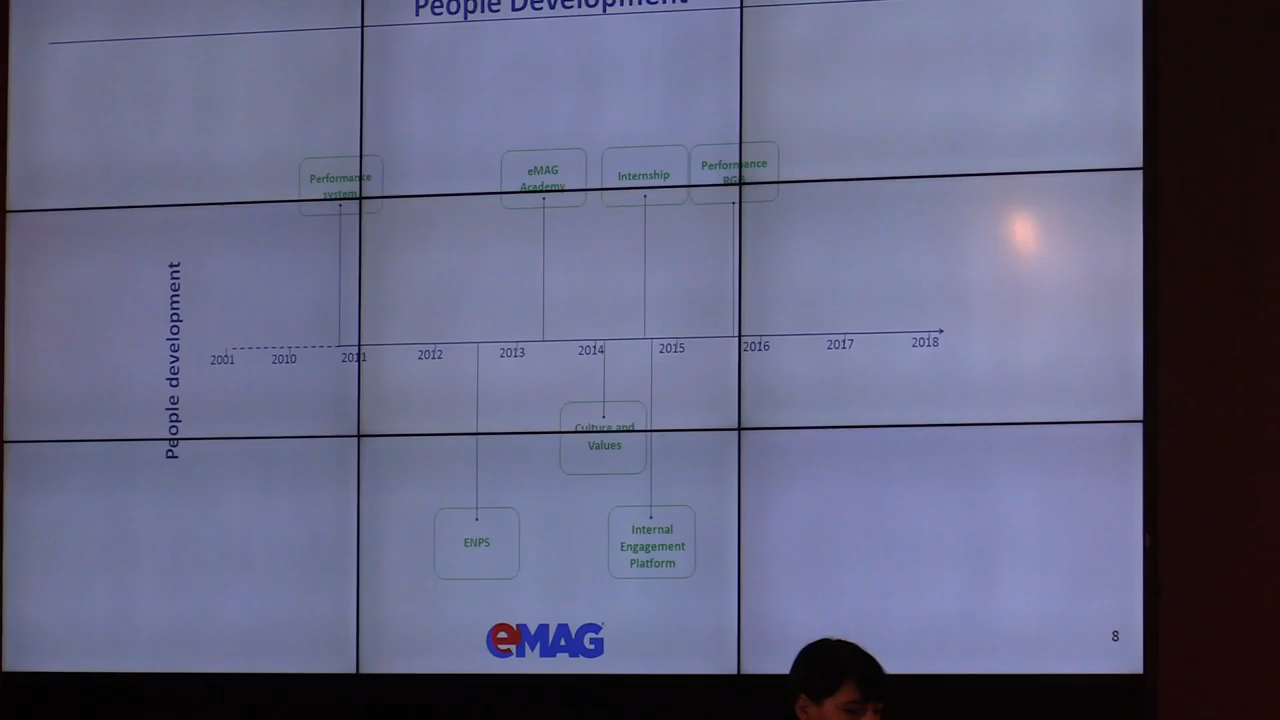 People Development
Performance
system
eMAG
Academy
Internship
Performance
People development
2001
2010
2011
2012
2013
2014
2015
2016
2017
2018
Culture and
Values
ENPS
Internal
Engagement
Platform
eMAG
8